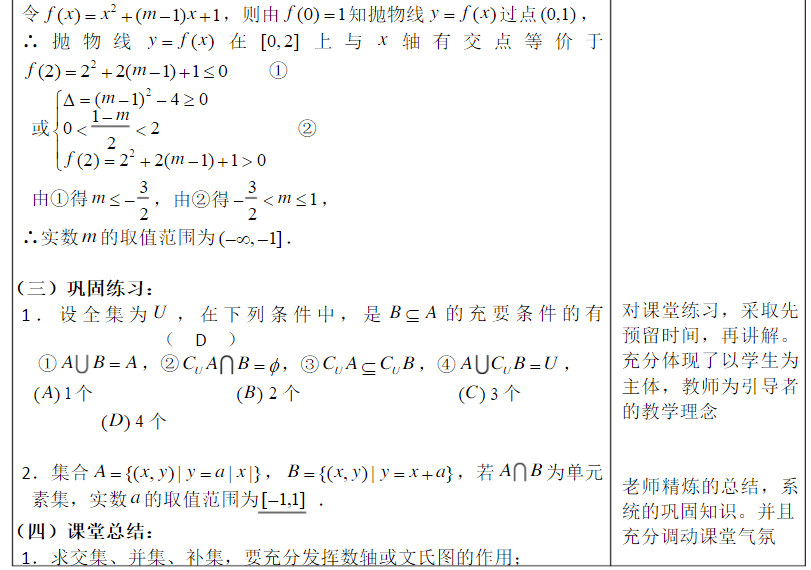 令 f(x) = x² + (m−1)x + 1，则由 f(0) = 1 知抛物线 y = f(x) 过点 (0,1)，
∴ 抛物线 y = f(x) 在 [0,2] 上与 x 轴有交点等价于
f(2) = 2² + 2(m−1) + 1 ≤ 0 ①
或 { Δ = (m−1)² − 4 ≥ 0
0 < (1−m)/2 < 2 ②
f(2) = 2² + 2(m−1) + 1 > 0
由①得 m ≤ −3/2，由②得 −3/2 < m ≤ 1，
∴实数 m 的取值范围为 (−∞,−1]．
（三）巩固练习：
1．设全集为 U ，在下列条件中，是 B ⊆ A 的充要条件的有
（ D ）
① A⋃B = A，② C_U A⋂B = ϕ，③ C_U A ⊆ C_U B，④ A⋃C_U B = U，
(A) 1 个 (B) 2 个 (C) 3 个
(D) 4 个
2．集合 A = {(x, y) | y = a | x |}，B = {(x, y) | y = x + a}，若 A⋂B 为单元
素集，实数 a 的取值范围为 [−1,1] ．
（四）课堂总结：
1．求交集、并集、补集，要充分发挥数轴或文氏图的作用；
对课堂练习，采取先
预留时间，再讲解。
充分体现了以学生为
主体，教师为引导者
的教学理念
老师精炼的总结，系
统的巩固知识。并且
充分调动课堂气氛